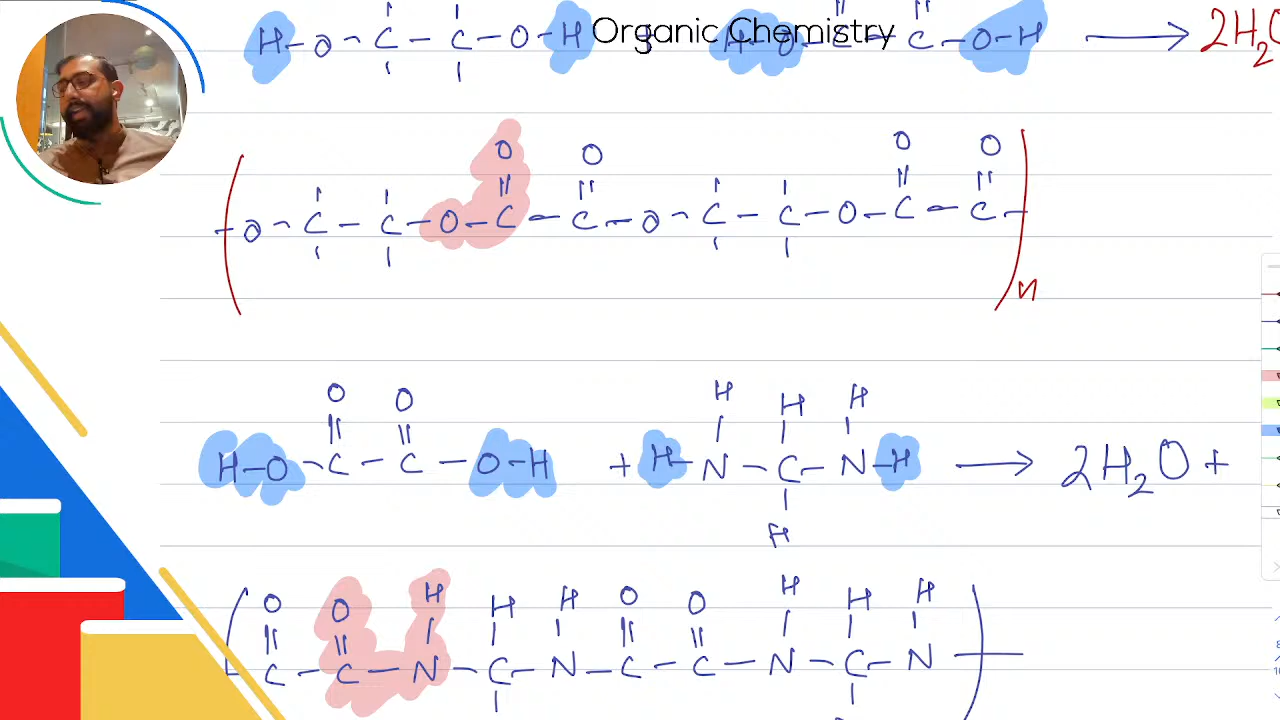 Organic Chemistry
H-O-C-C-O-H H-O-C-C-O-H → 2H₂O
O O O O
-O-C-C-O-C-C-O-C-C-O-C-C-
n
O O H H H
H-O-C-C-O-H + H-N-C-N-H → 2H₂O +
H
O O H H H O O H H H
C-C-N-C-N-C-C-N-C-N-